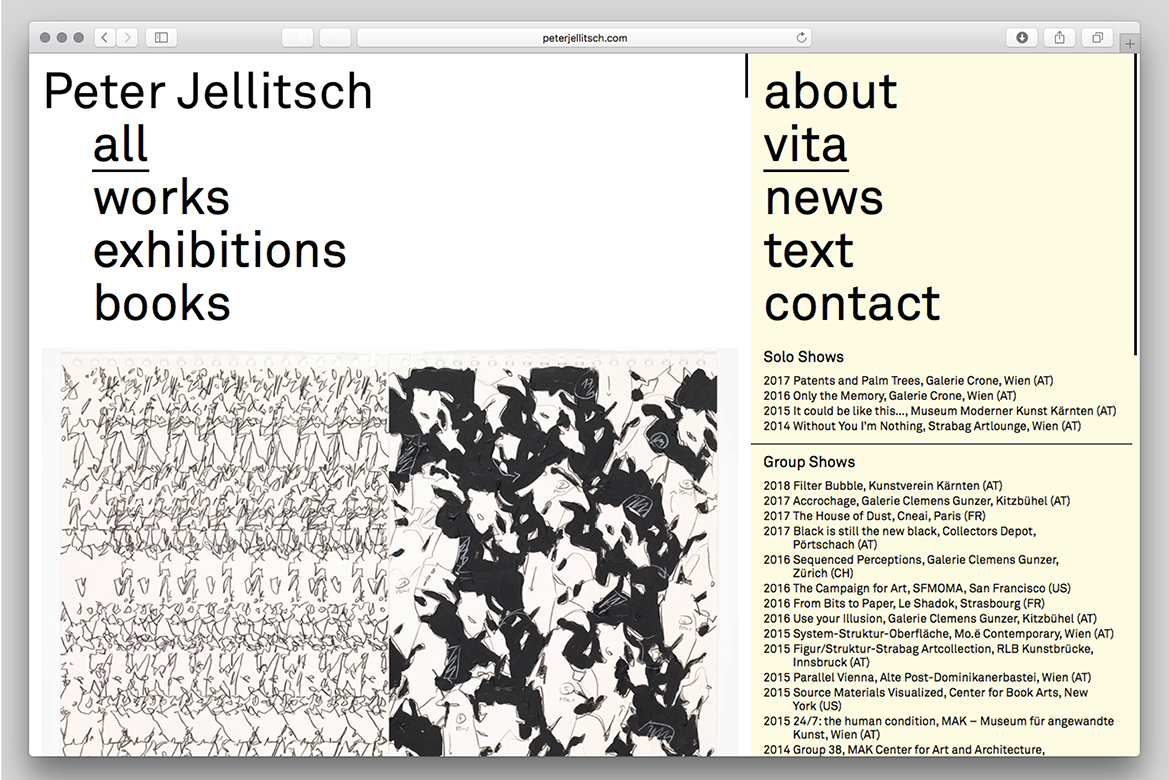 peterjellitsch.com
Peter Jellitsch
all
works
exhibitions
books
about
vita
news
text
contact
Solo Shows
2017 Patents and Palm Trees, Galerie Crone, Wien (AT)
2016 Only the Memory, Galerie Crone, Wien (AT)
2015 It could be like this..., Museum Moderner Kunst Kärnten (AT)
2014 Without You I'm Nothing, Strabag Artlounge, Wien (AT)
Group Shows
2018 Filter Bubble, Kunstverein Kärnten (AT)
2017 Accrochage, Galerie Clemens Gunzer, Kitzbühel (AT)
2017 The House of Dust, Cneai, Paris (FR)
2017 Black is still the new black, Collectors Depot,
Pörtschach (AT)
2016 Sequenced Perceptions, Galerie Clemens Gunzer,
Zürich (CH)
2016 The Campaign for Art, SFMOMA, San Francisco (US)
2016 From Bits to Paper, Le Shadok, Strasbourg (FR)
2016 Use your Illusion, Galerie Clemens Gunzer, Kitzbühel (AT)
2015 System-Struktur-Oberfläche, Mo.ë Contemporary, Wien (AT)
2015 Figur/Struktur-Strabag Artcollection, RLB Kunstbrücke,
Innsbruck (AT)
2015 Parallel Vienna, Alte Post-Dominikanerbastei, Wien (AT)
2015 Source Materials Visualized, Center for Book Arts, New
York (US)
2015 24/7: the human condition, MAK – Museum für angewandte
Kunst, Wien (AT)
2014 Group 38, MAK Center for Art and Architecture,